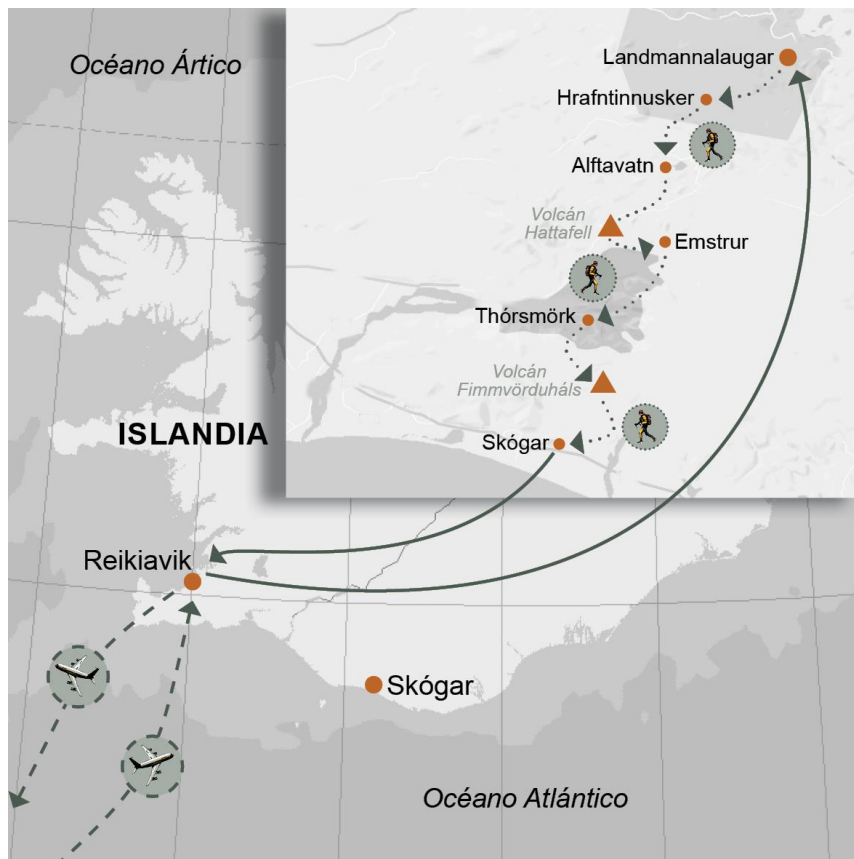 Océano Ártico
Landmannalaugar
Hrafntinnusker
Alftavatn
Volcán
Hattafell
Emstrur
Thórsmörk
Volcán
Fimmvörduháls
ISLANDIA
Skógar
Reikiavik
Skógar
Océano Atlántico